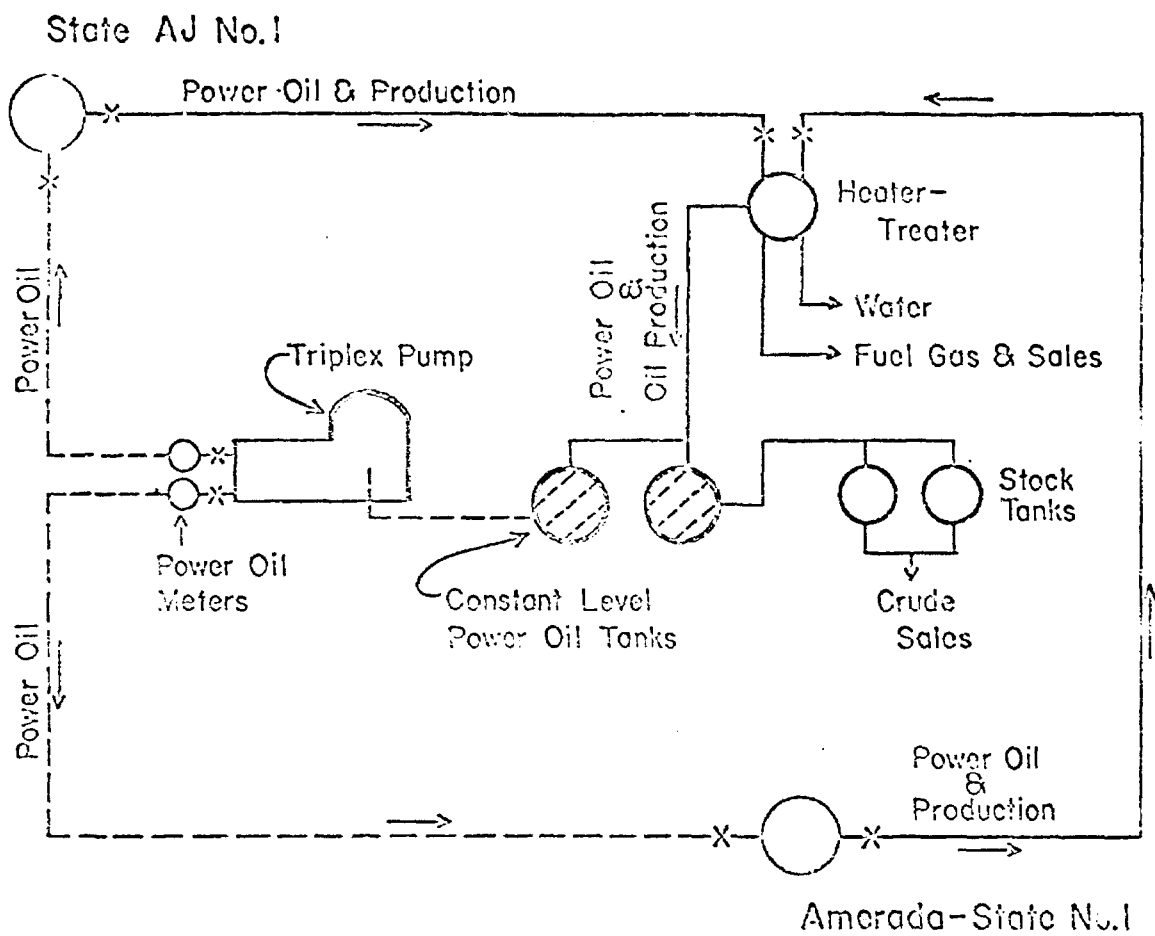 State AJ No.1
Power Oil & Production
Heater-
Treater
Power Oil
&
Oil Production
Water
Fuel Gas & Sales
Power Oil
Triplex Pump
Stock
Tanks
Power Oil
Meters
Constant Level
Power Oil Tanks
Crude
Sales
Power Oil
Power Oil
&
Production
Amerada-State No.1